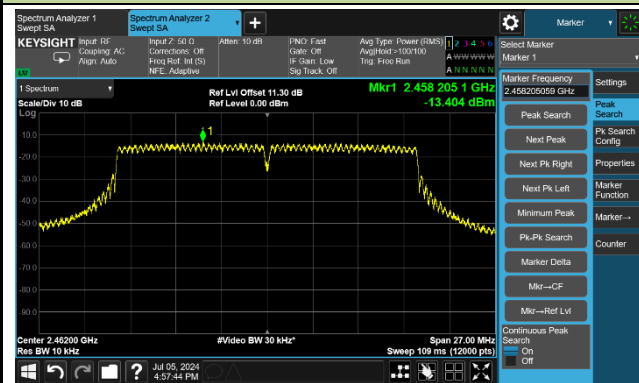 Spectrum Analyzer 1
Swept SA
Spectrum Analyzer 2
Swept SA
+
Marker
KEYSIGHT
Input: RF
Coupling: AC
Align: Auto
Input Z: 50 Ω
Corrections: Off
Freq Ref: Int (S)
NFE: Adaptive
Atten: 10 dB
PNO: Fast
Gate: Off
IF Gain: Low
Sig Track: Off
Avg Type: Power (RMS)
Avg|Hold:>100/100
Trig: Free Run
1 2 3 4 5 6
A W W W W W
A N N N N N
Select Marker
Marker 1
1 Spectrum
Scale/Div 10 dB
Log
Ref Lvl Offset 11.30 dB
Ref Level 0.00 dBm
Mkr1 2.458 205 1 GHz
-13.404 dBm
1
-10.0
-20.0
-30.0
-40.0
-50.0
-60.0
-70.0
-80.0
-90.0
Center 2.46200 GHz
Res BW 10 kHz
#Video BW 30 kHz*
Span 27.00 MHz
Sweep 109 ms (12000 pts)
Marker Frequency
2.458205059 GHz
Peak Search
Next Peak
Next Pk Right
Next Pk Left
Minimum Peak
Pk-Pk Search
Marker Delta
Mkr→CF
Mkr→Ref Lvl
Continuous Peak
Search
On
Off
Settings
Peak
Search
Pk Search
Config
Properties
Marker
Function
Marker→
Counter
?
Jul 05, 2024
4:57:44 PM